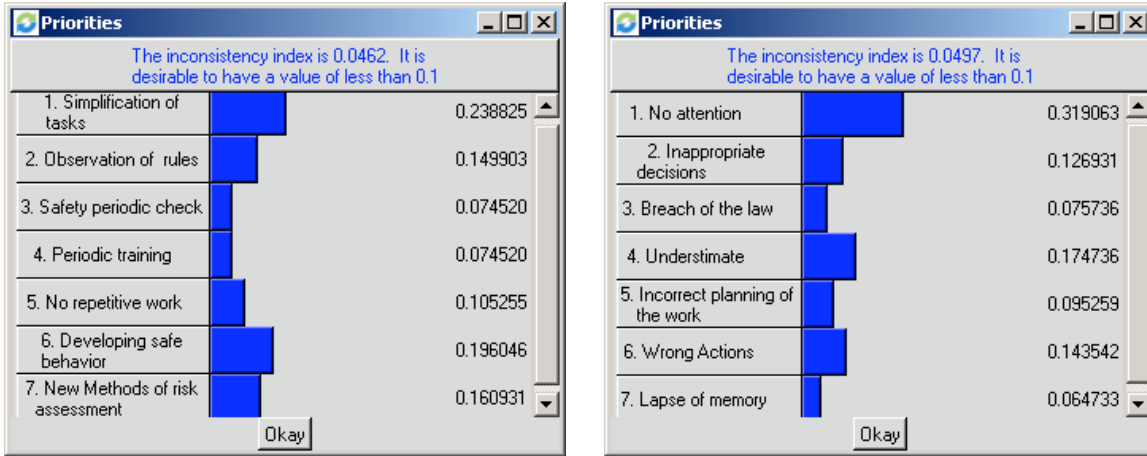 Priorities
The inconsistency index is 0.0462. It is
desirable to have a value of less than 0.1
1. Simplification of
tasks
0.238825
2. Observation of rules
0.149903
3. Safety periodic check
0.074520
4. Periodic training
0.074520
5. No repetitive work
0.105255
6. Developing safe
behavior
0.196046
7. New Methods of risk
assessment
0.160931
Okay
Priorities
The inconsistency index is 0.0497. It is
desirable to have a value of less than 0.1
1. No attention
0.319063
2. Inappropriate
decisions
0.126931
3. Breach of the law
0.075736
4. Understimate
0.174736
5. Incorrect planning of
the work
0.095259
6. Wrong Actions
0.143542
7. Lapse of memory
0.064733
Okay